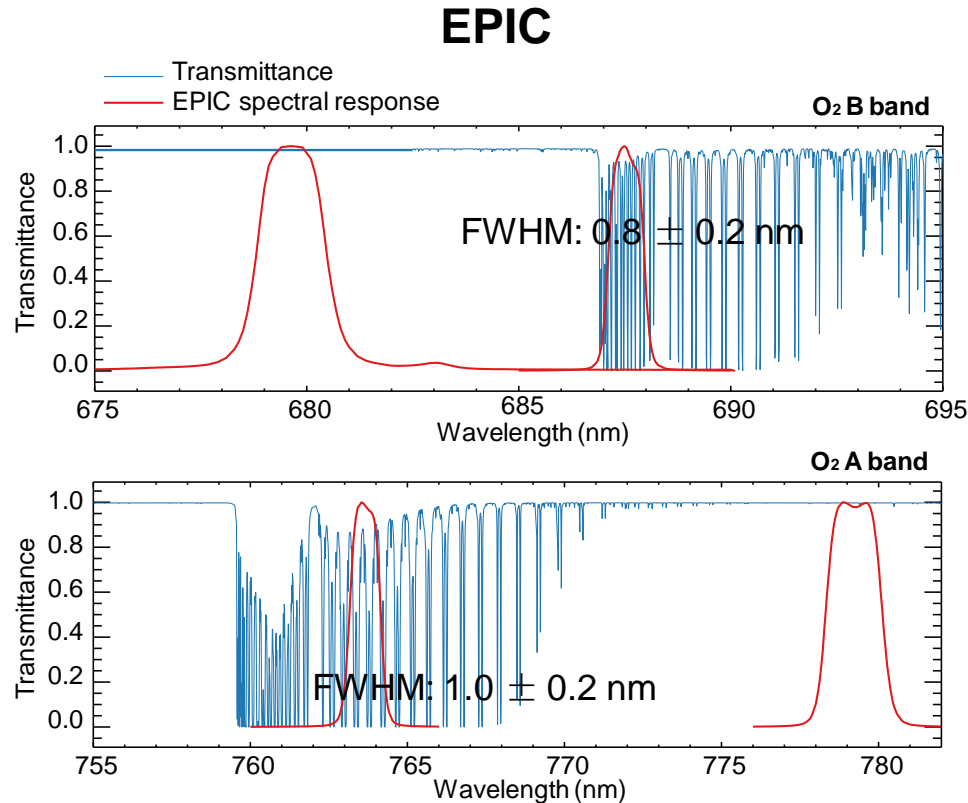 EPIC
Transmittance
EPIC spectral response
O₂ B band
1.0
0.8
0.6
0.4
0.2
0.0
Transmittance
FWHM: 0.8 ± 0.2 nm
675 680 685 690 695
Wavelength (nm)
O₂ A band
1.0
0.8
0.6
0.4
0.2
0.0
Transmittance
FWHM: 1.0 ± 0.2 nm
755 760 765 770 775 780
Wavelength (nm)